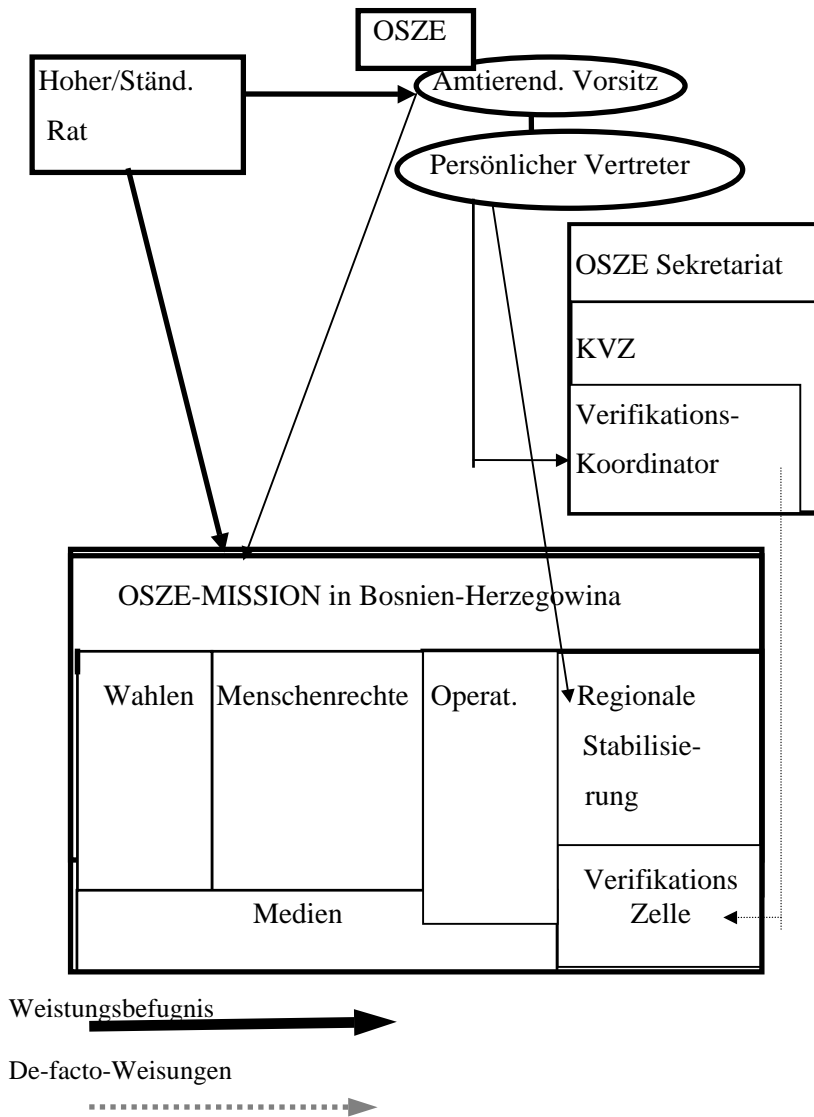 OSZE
Hoher/Ständ.
Rat
Amtierend. Vorsitz
Persönlicher Vertreter
OSZE Sekretariat
KVZ
Verifikations-
Koordinator
OSZE-MISSION in Bosnien-Herzegowina
Wahlen
Menschenrechte
Operat.
Regionale
Stabilisie-
rung
Verifikations
Zelle
Medien
Weistungsbefugnis
De-facto-Weisungen